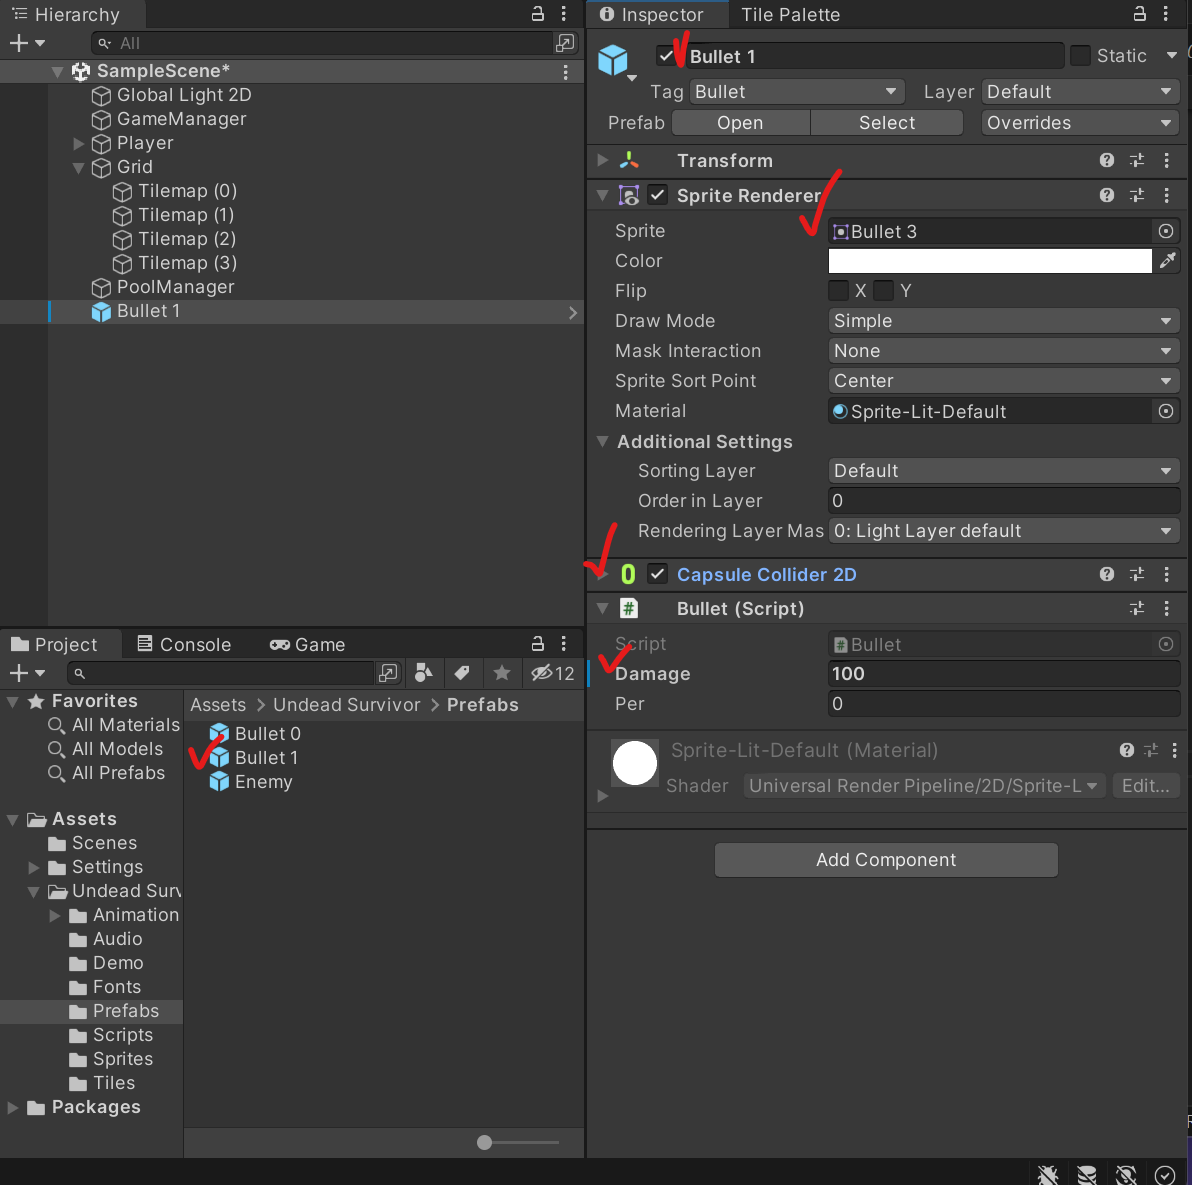 Hierarchy
All
SampleScene*
Global Light 2D
GameManager
Player
Grid
Tilemap (0)
Tilemap (1)
Tilemap (2)
Tilemap (3)
PoolManager
Bullet 1
Project
Console
Game
12
Favorites
All Materials
All Models
All Prefabs
Assets
Scenes
Settings
Undead Surv
Animation
Audio
Demo
Fonts
Prefabs
Scripts
Sprites
Tiles
Packages
Assets > Undead Survivor > Prefabs
Bullet 0
Bullet 1
Enemy
Inspector
Tile Palette
Bullet 1
Static
Tag Bullet
Layer Default
Prefab Open Select Overrides
Transform
Sprite Renderer
Sprite Bullet 3
Color
Flip X Y
Draw Mode Simple
Mask Interaction None
Sprite Sort Point Center
Material Sprite-Lit-Default
Additional Settings
Sorting Layer Default
Order in Layer 0
Rendering Layer Mas 0: Light Layer default
Capsule Collider 2D
# Bullet (Script)
Script # Bullet
Damage 100
Per 0
Sprite-Lit-Default (Material)
Shader Universal Render Pipeline/2D/Sprite-L Edit...
Add Component